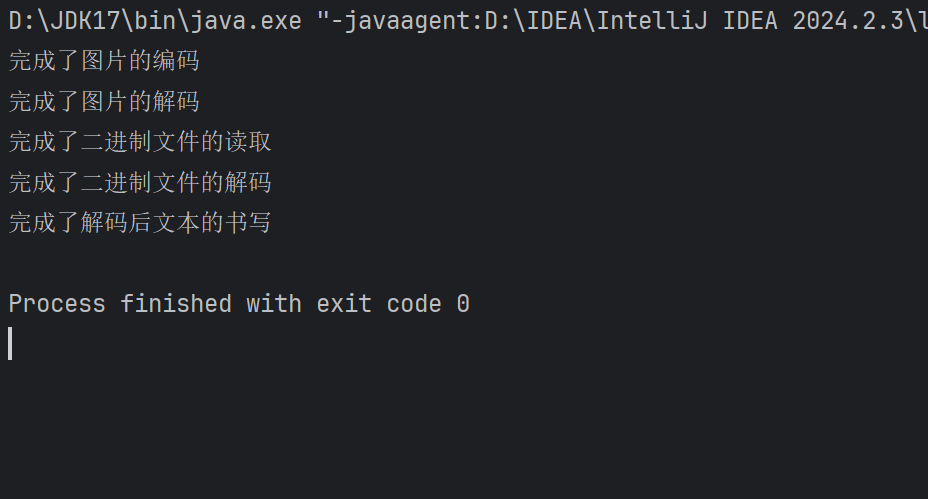 D:\JDK17\bin\java.exe "-javaagent:D:\IDEA\IntelliJ IDEA 2024.2.3\l
完成了图片的编码
完成了图片的解码
完成了二进制文件的读取
完成了二进制文件的解码
完成了解码后文本的书写
Process finished with exit code 0